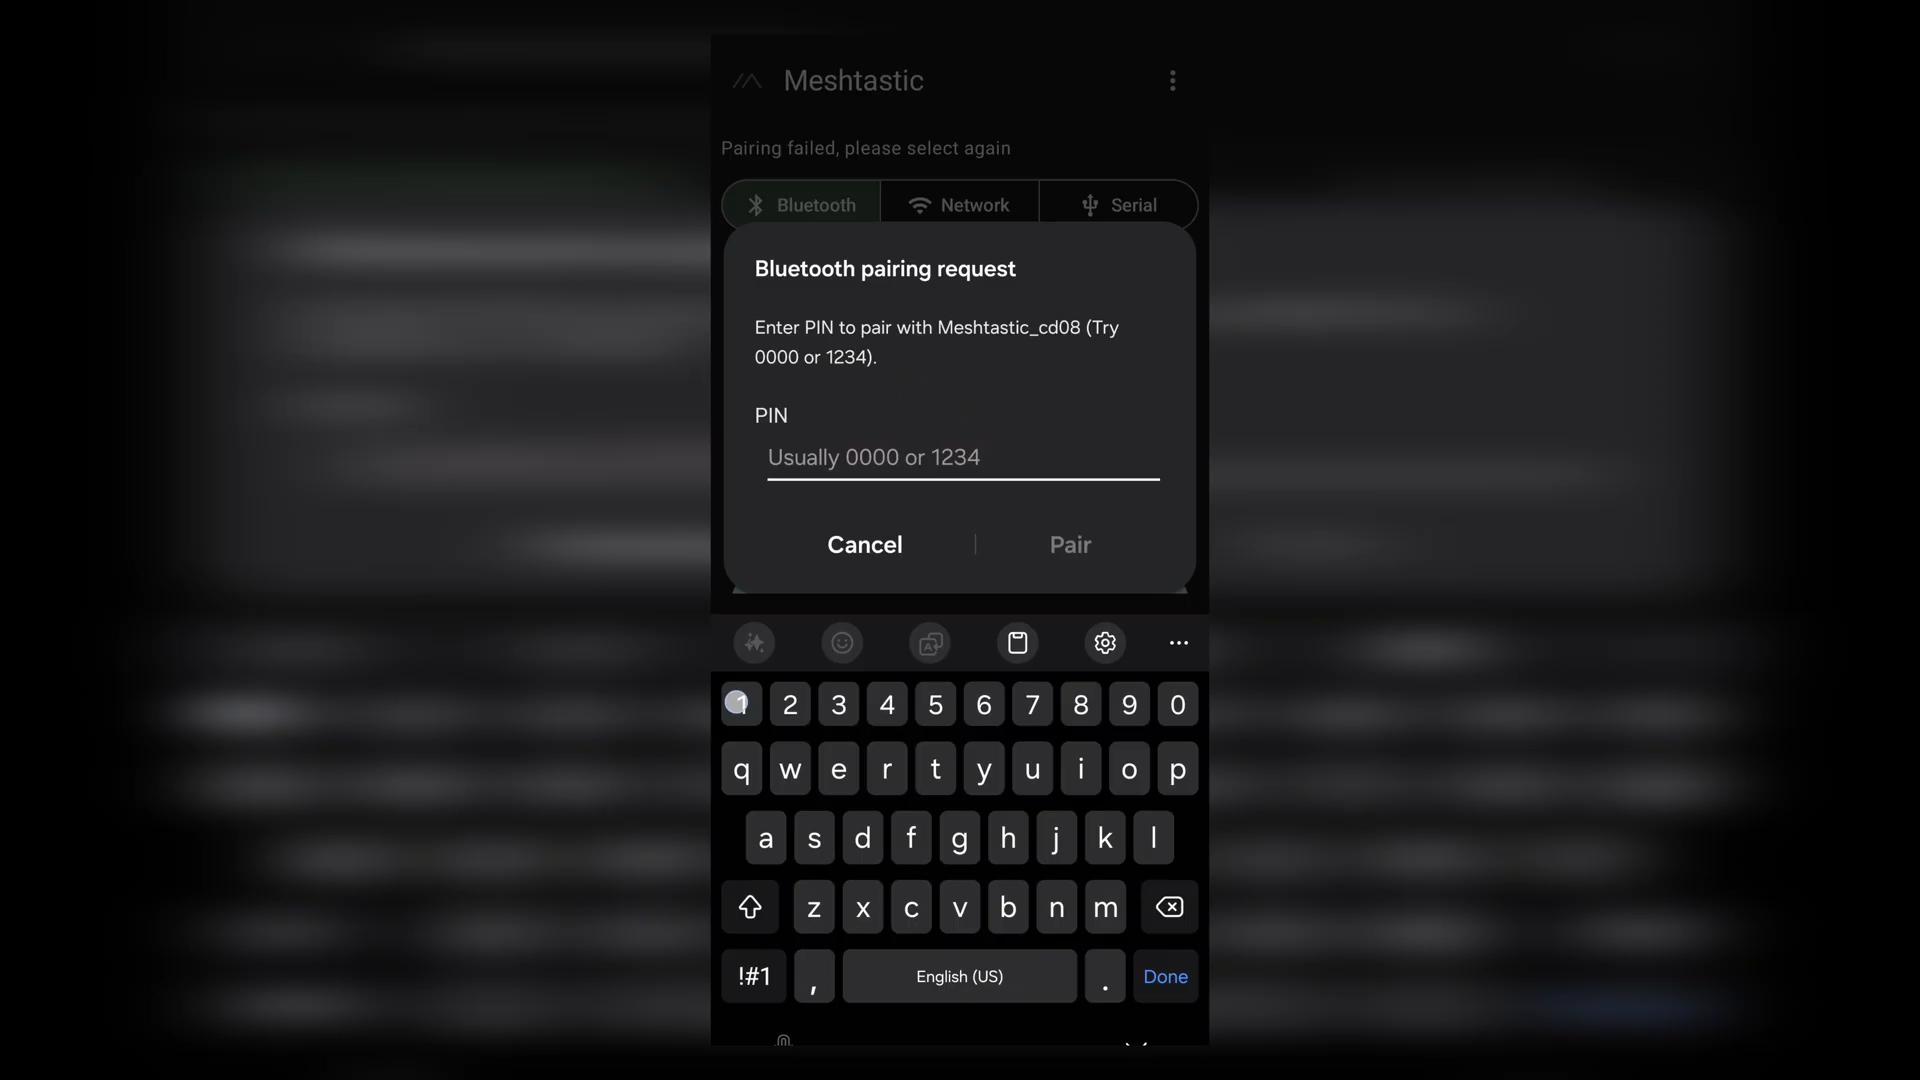 Meshtastic
Pairing failed, please select again
Bluetooth Network Serial
Bluetooth pairing request
Enter PIN to pair with Meshtastic_cd08 (Try
0000 or 1234).
PIN
Usually 0000 or 1234
Cancel Pair
1 2 3 4 5 6 7 8 9 0
q w e r t y u i o p
a s d f g h j k l
z x c v b n m
!#1 , English (US) . Done